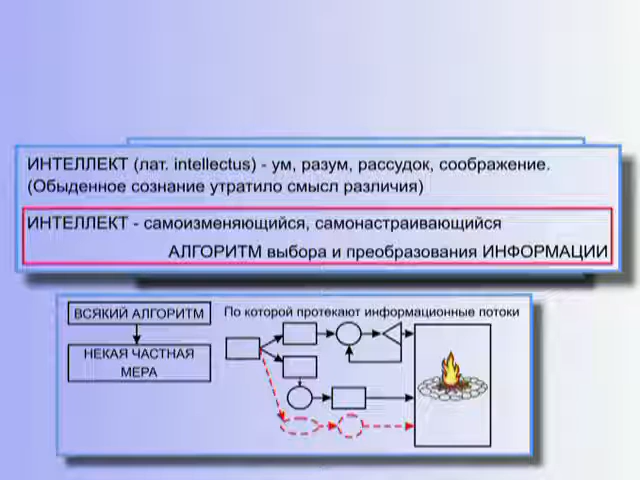 ИНТЕЛЛЕКТ (лат. intellectus) - ум, разум, рассудок, соображение.
(Обыденное сознание утратило смысл различия)
ИНТЕЛЛЕКТ - самоизменяющийся, самонастраивающийся
АЛГОРИТМ выбора и преобразования ИНФОРМАЦИИ
ВСЯКИЙ АЛГОРИТМ
НЕКАЯ ЧАСТНАЯ
МЕРА
По которой протекают информационные потоки